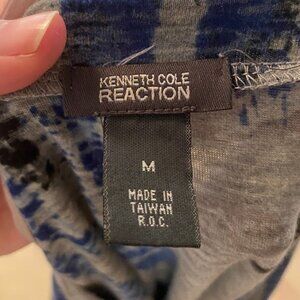 KENNETH COLE
REACTION
M
MADE IN
TAIWAN
R.O.C.